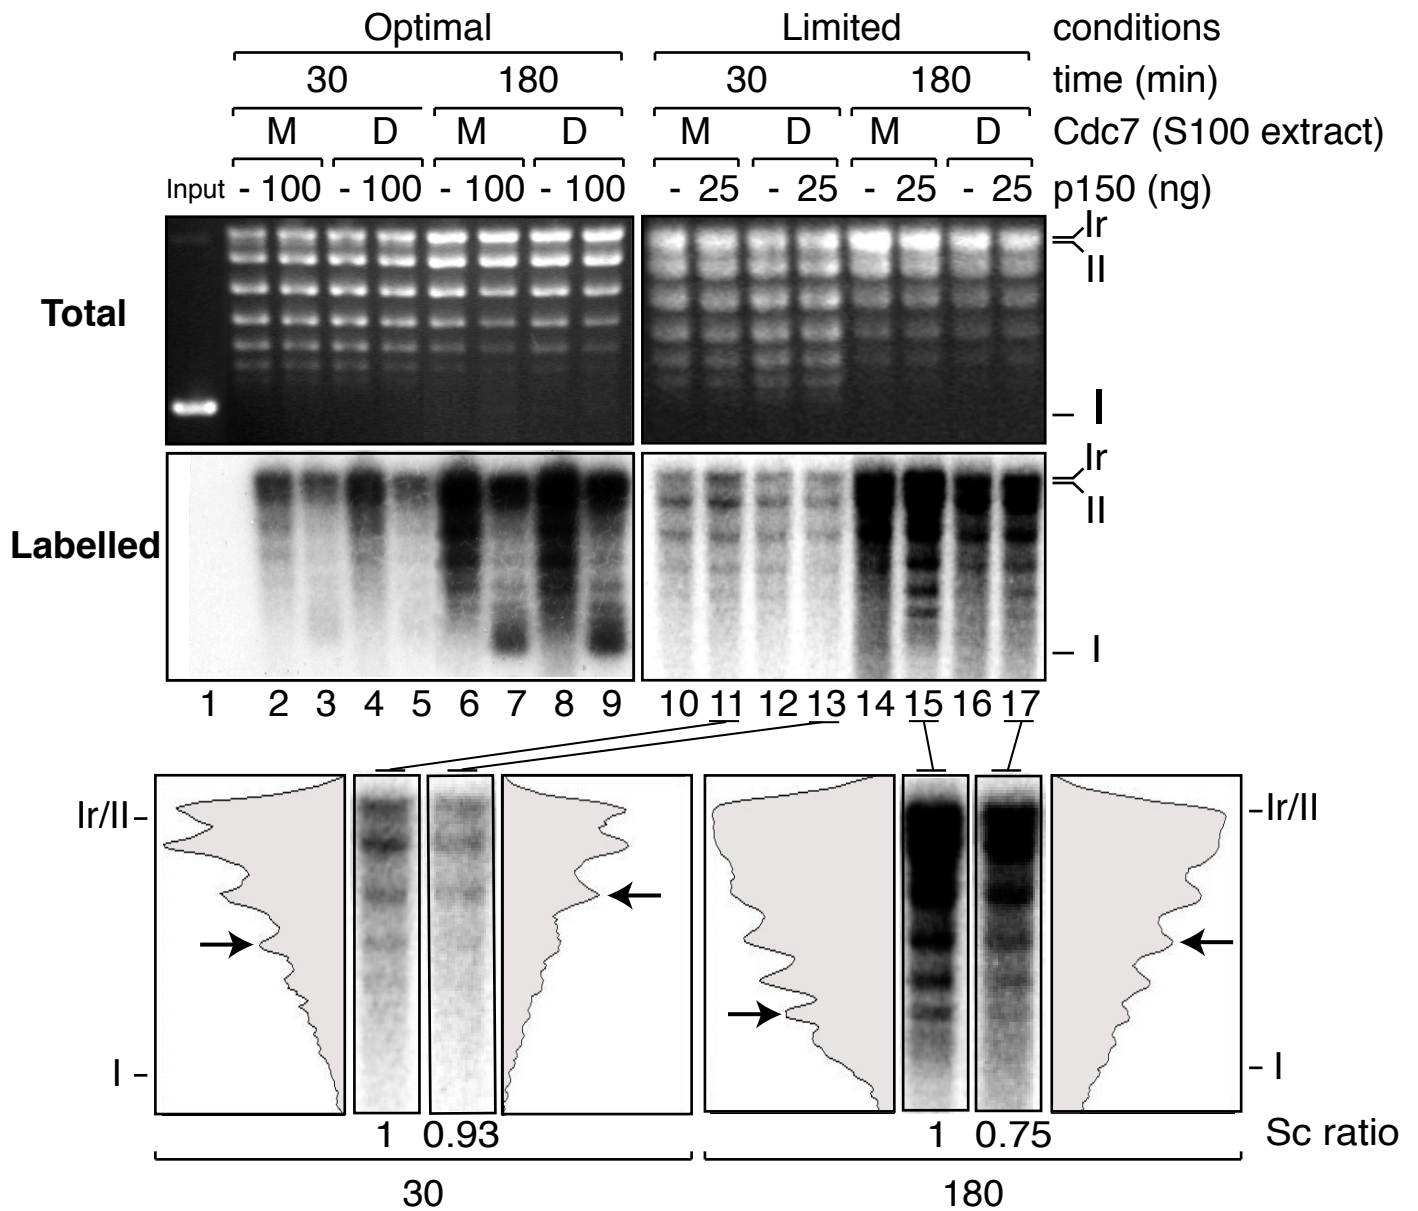 Optimal Limited conditions
30 180 30 180 time (min)
M D M D M D M D Cdc7 (S100 extract)
Input - 100 - 100 - 100 - 100 - 25 - 25 - 25 - 25 p150 (ng)
Ir
II
Total
I
Ir
II
Labelled
I
1 2 3 4 5 6 7 8 9 10 11 12 13 14 15 16 17
Ir/II Ir/II
I I
1 0.93 1 0.75 Sc ratio
30 180